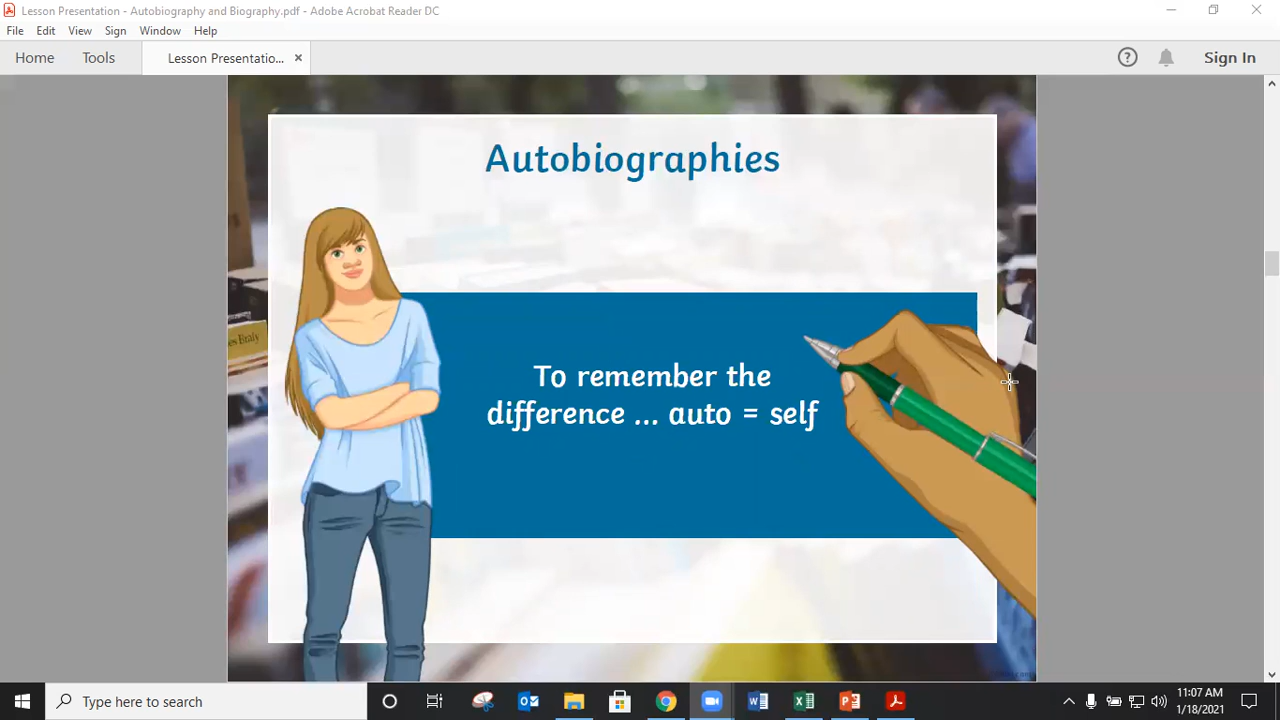 Lesson Presentation - Autobiography and Biography.pdf - Adobe Acrobat Reader DC
File Edit View Sign Window Help
Home Tools Lesson Presentatio... × Sign In
Autobiographies
To remember the
difference ... auto = self
Type here to search
11:07 AM
1/18/2021